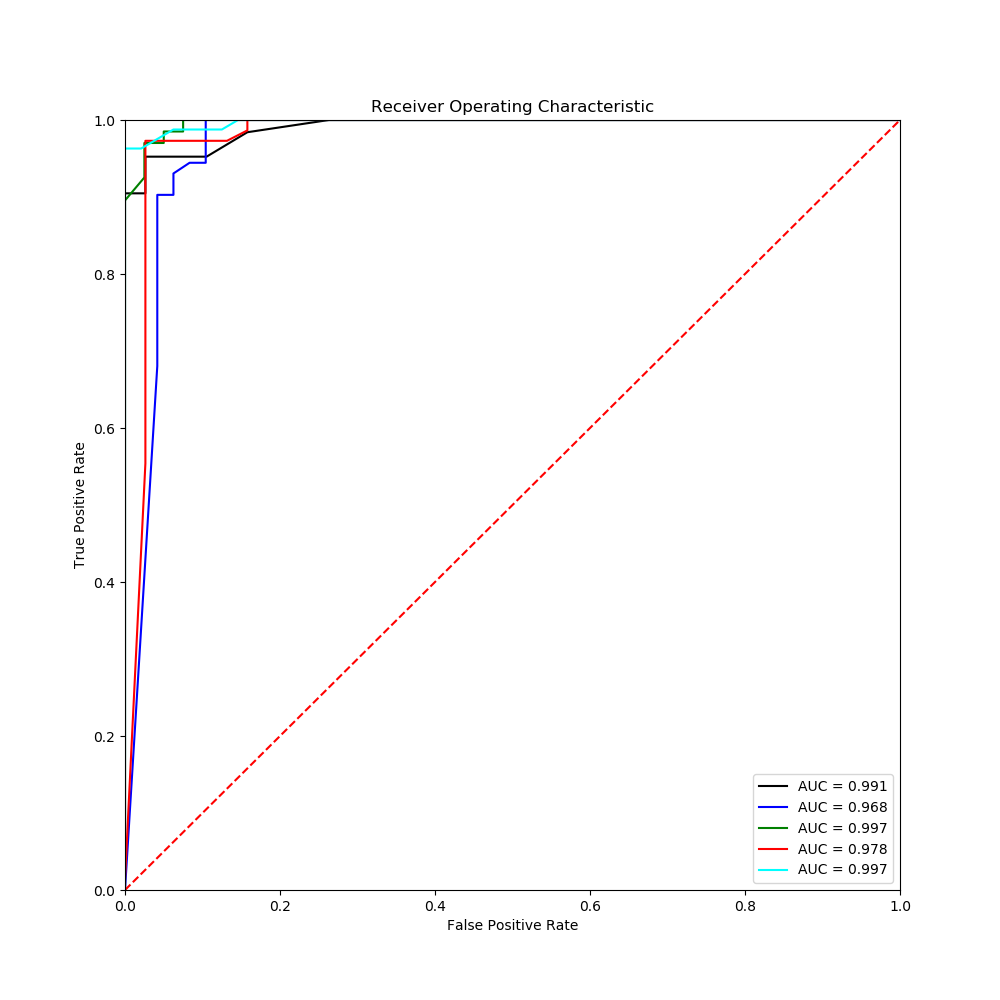 Receiver Operating Characteristic
1.0
0.8
0.6
0.4
0.2
0.0
True Positive Rate
0.0 0.2 0.4 0.6 0.8 1.0
False Positive Rate
AUC = 0.991
AUC = 0.968
AUC = 0.997
AUC = 0.978
AUC = 0.997